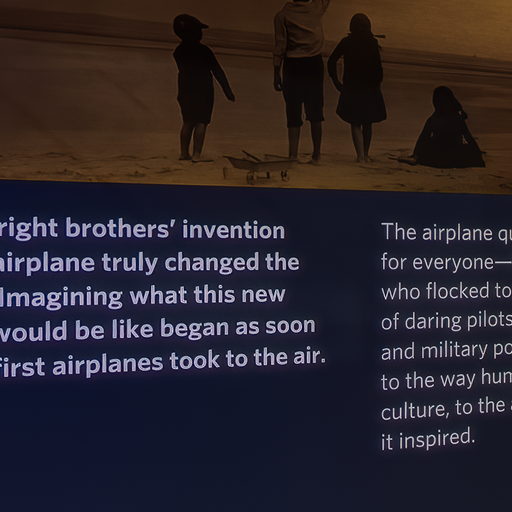 right brothers' invention
airplane truly changed the
Imagining what this new
would be like began as soon
first airplanes took to the air.
The airplane qu
for everyone—
who flocked to
of daring pilots
and military po
to the way hum
culture, to the a
it inspired.